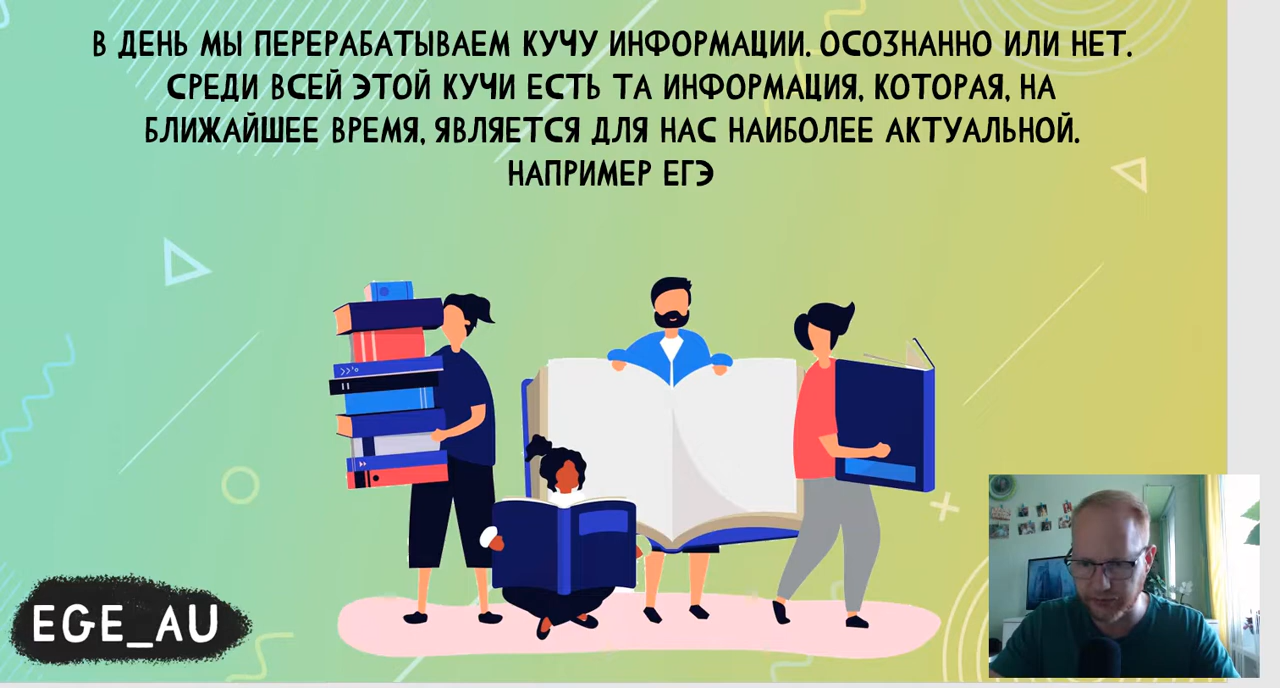 В ДЕНЬ МЫ ПЕРЕРАБАТЫВАЕМ КУЧУ ИНФОРМАЦИИ. ОСОЗНАННО ИЛИ НЕТ.
СРЕДИ ВСЕЙ ЭТОЙ КУЧИ ЕСТЬ ТА ИНФОРМАЦИЯ, КОТОРАЯ, НА
БЛИЖАЙШЕЕ ВРЕМЯ, ЯВЛЯЕТСЯ ДЛЯ НАС НАИБОЛЕЕ АКТУАЛЬНОЙ.
НАПРИМЕР ЕГЭ
EGE_AU